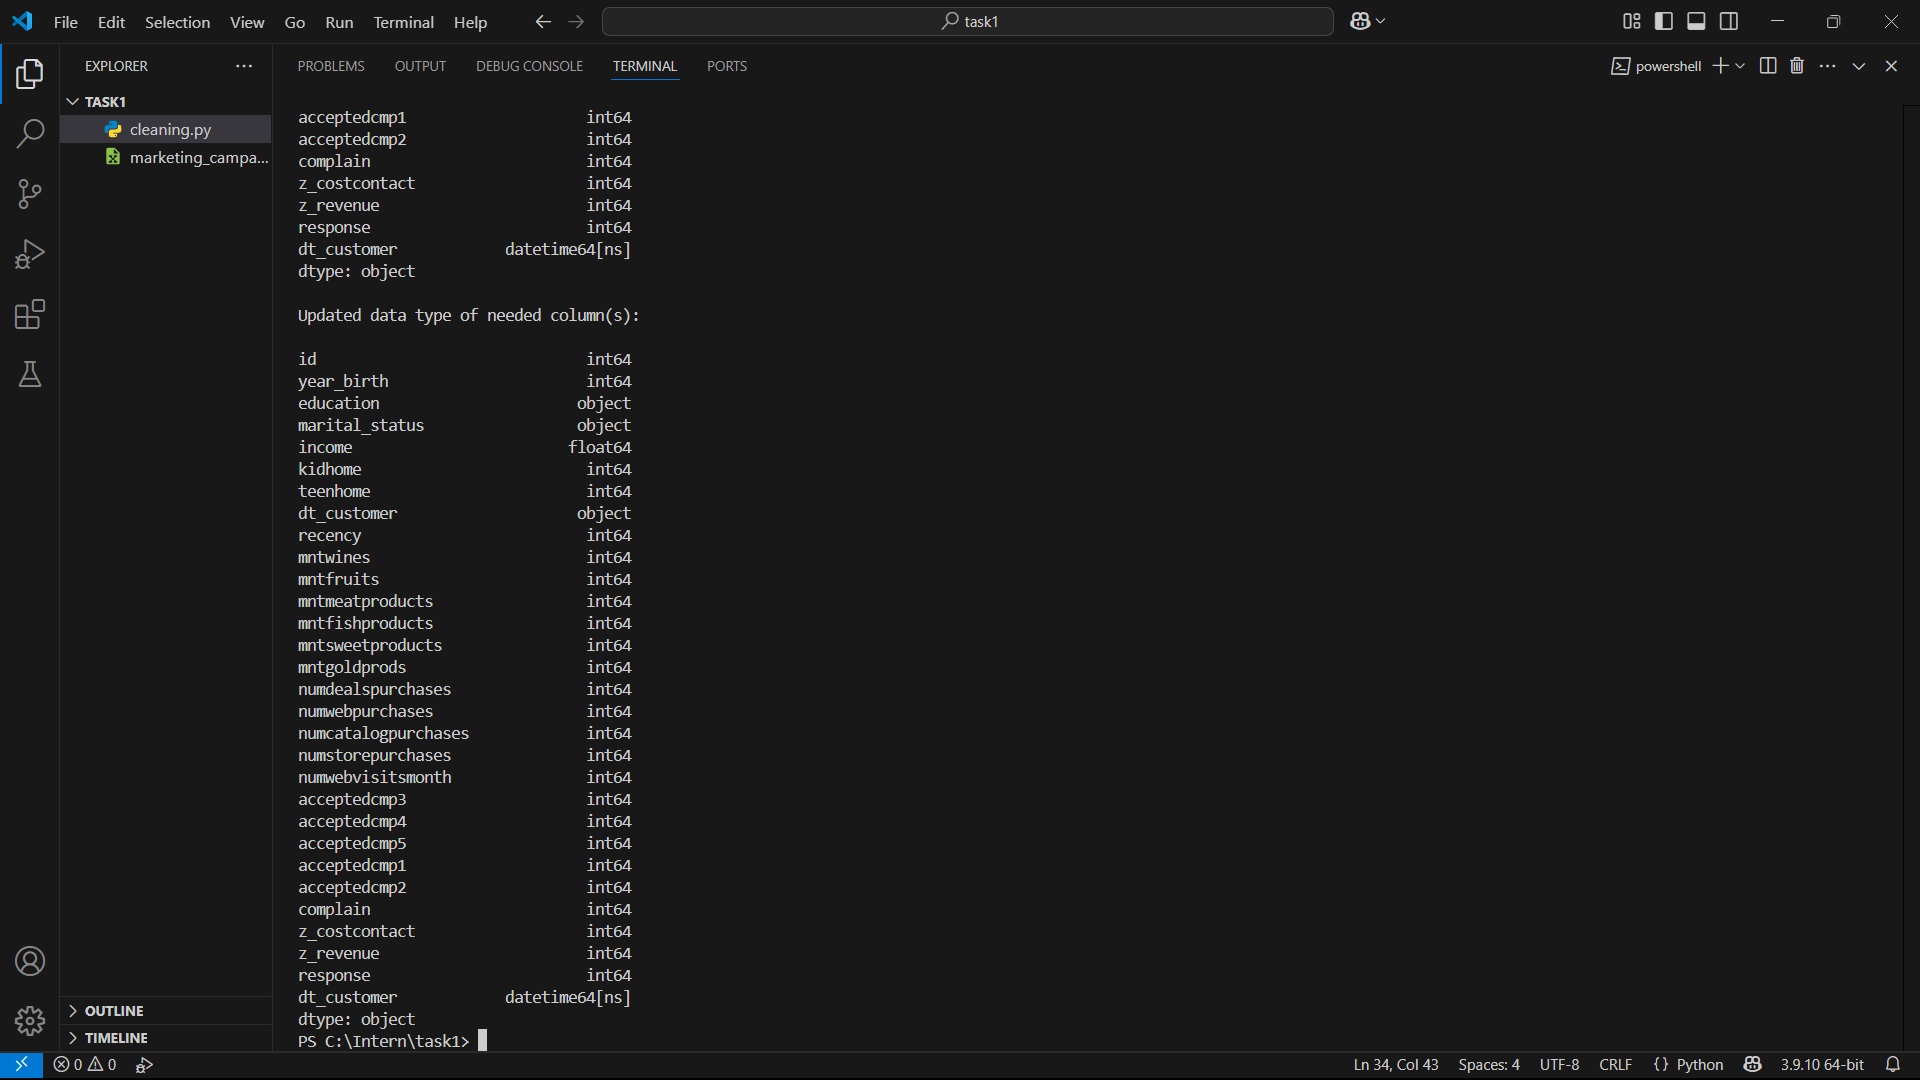 File Edit Selection View Go Run Terminal Help
task1
EXPLORER
TASK1
cleaning.py
marketing_campa...
OUTLINE
TIMELINE
PROBLEMS OUTPUT DEBUG CONSOLE TERMINAL PORTS
powershell
acceptedcmp1 int64
acceptedcmp2 int64
complain int64
z_costcontact int64
z_revenue int64
response int64
dt_customer datetime64[ns]
dtype: object
Updated data type of needed column(s):
id int64
year_birth int64
education object
marital_status object
income float64
kidhome int64
teenhome int64
dt_customer object
recency int64
mntwines int64
mntfruits int64
mntmeatproducts int64
mntfishproducts int64
mntsweetproducts int64
mntgoldprods int64
numdealspurchases int64
numwebpurchases int64
numcatalogpurchases int64
numstorepurchases int64
numwebvisitsmonth int64
acceptedcmp3 int64
acceptedcmp4 int64
acceptedcmp5 int64
acceptedcmp1 int64
acceptedcmp2 int64
complain int64
z_costcontact int64
z_revenue int64
response int64
dt_customer datetime64[ns]
dtype: object
PS C:\Intern\task1>
0 0 Ln 34, Col 43 Spaces: 4 UTF-8 CRLF {} Python 3.9.10 64-bit